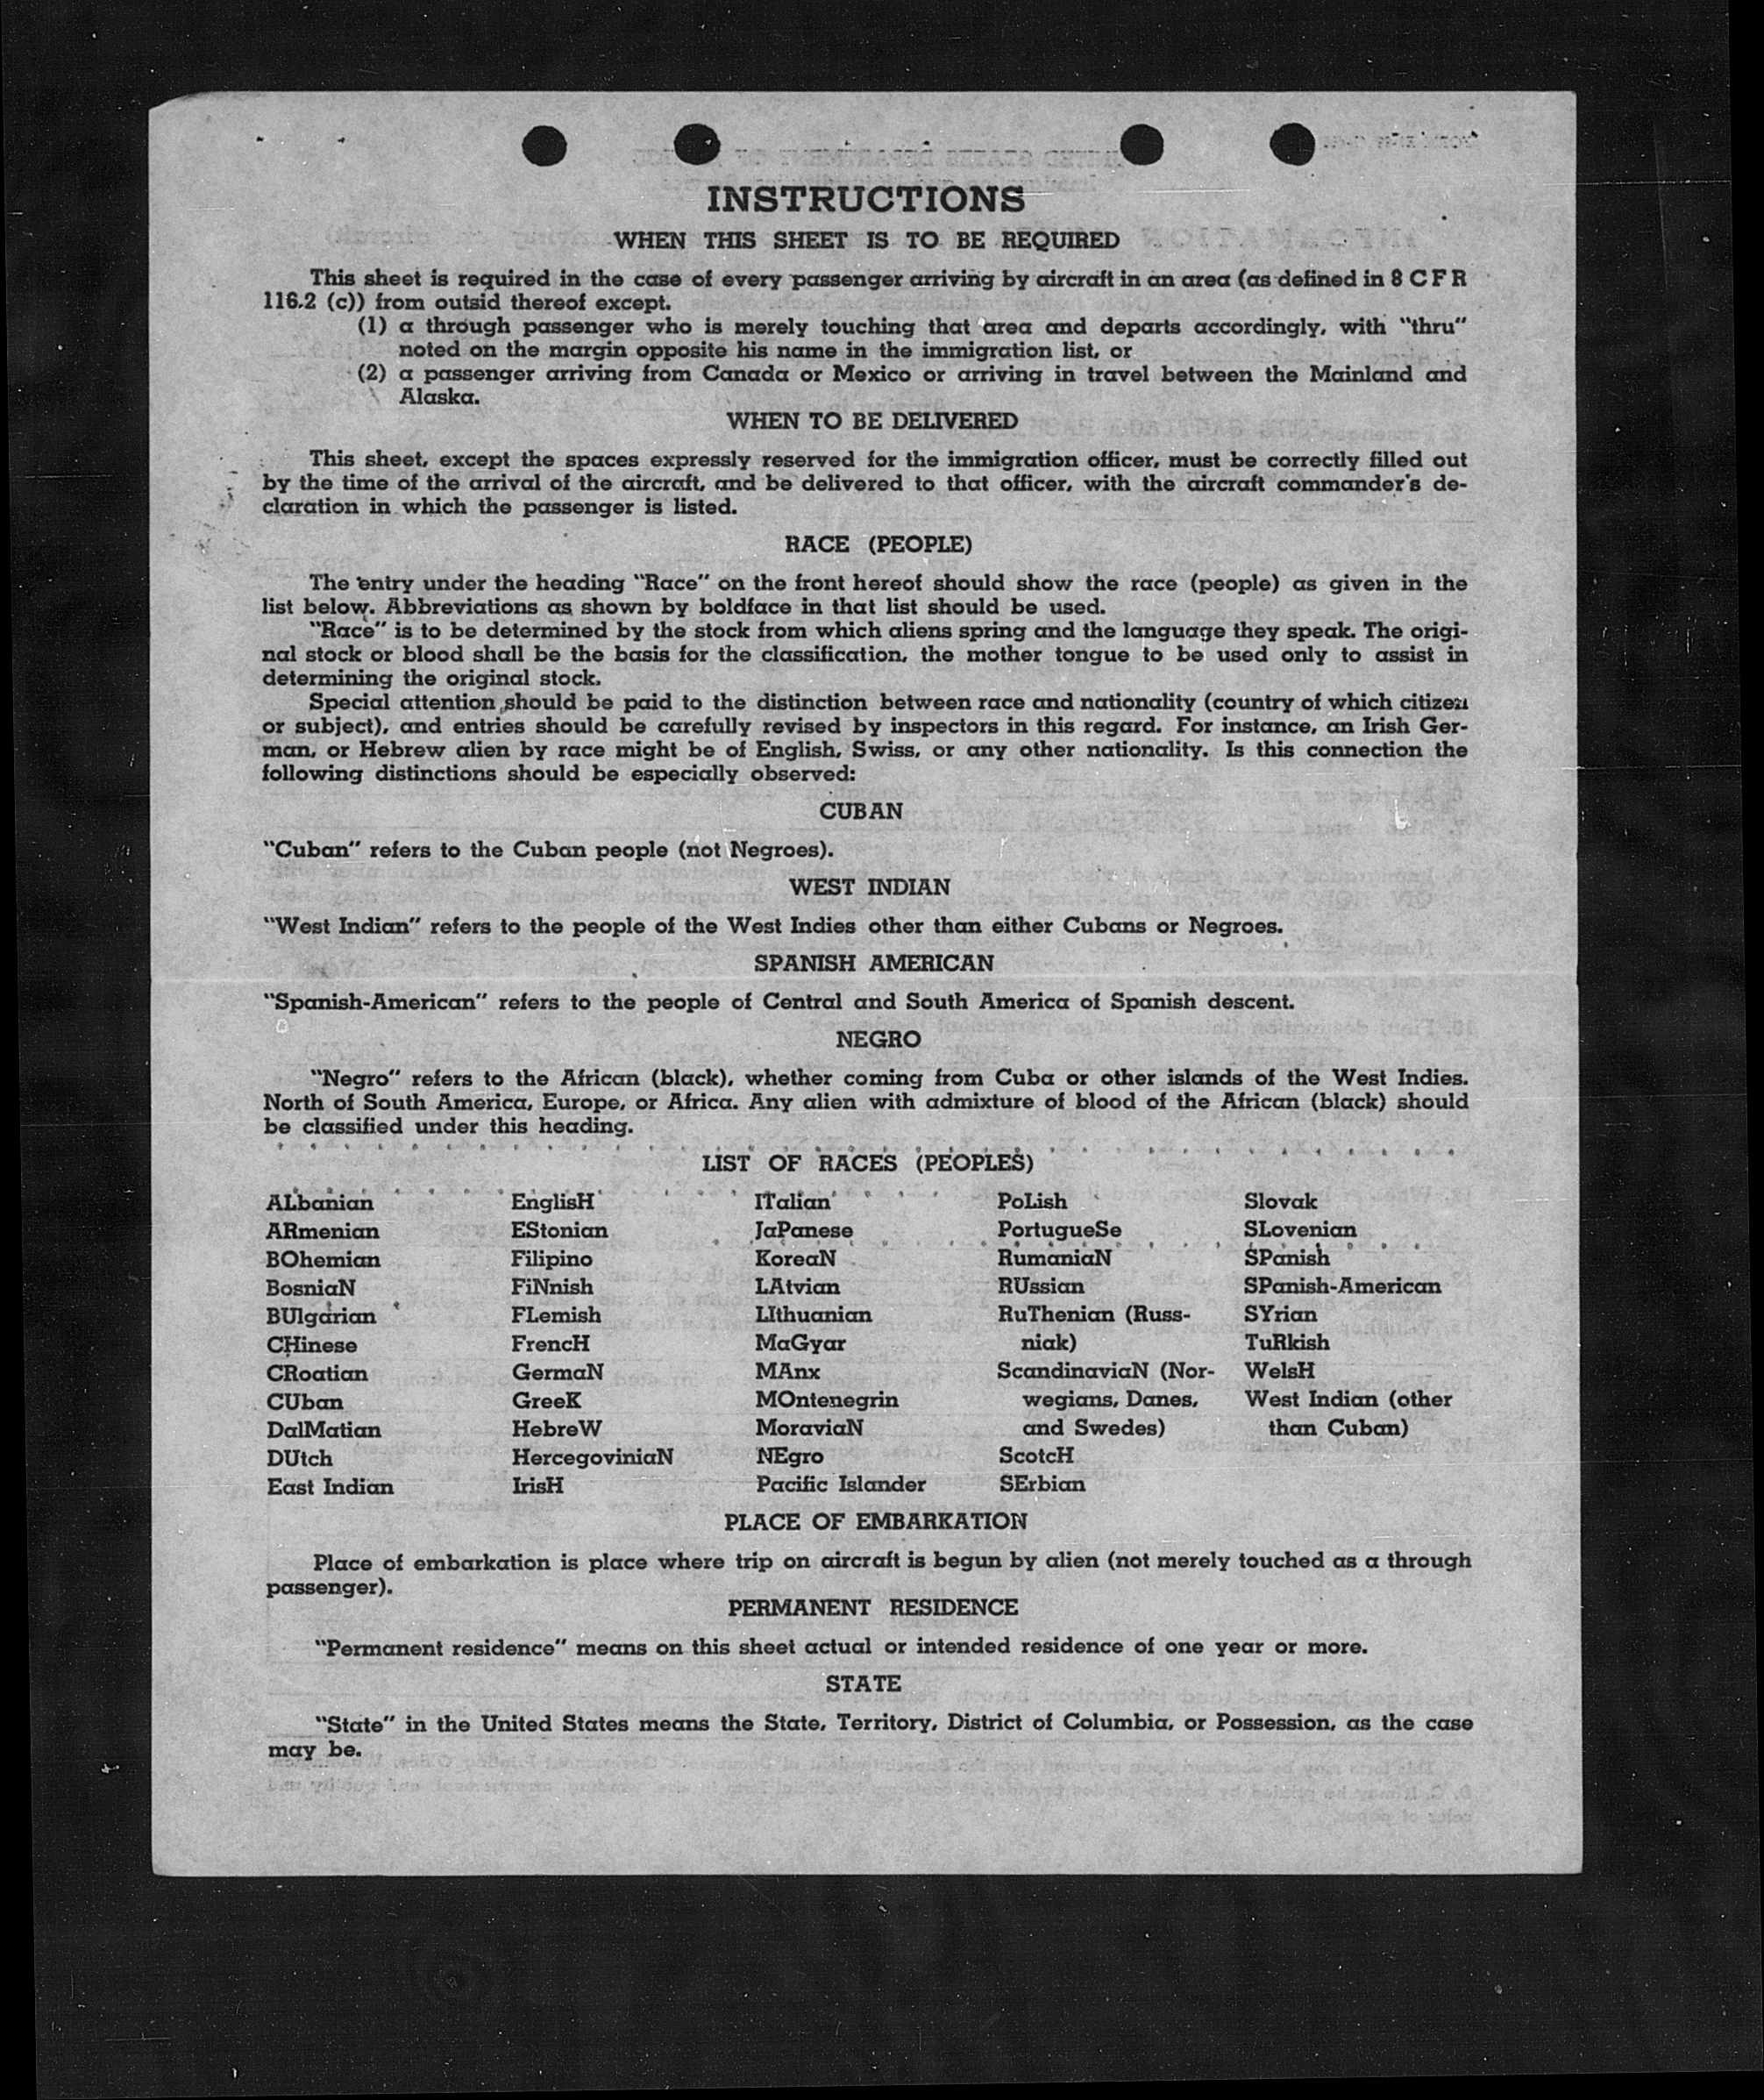 INSTRUCTIONS
WHEN THIS SHEET IS TO BE REQUIRED
This sheet is required in the case of every passenger arriving by aircraft in an area (as defined in 8 C F R
116.2 (c)) from outsid thereof except.
(1) a through passenger who is merely touching that area and departs accordingly, with "thru"
noted on the margin opposite his name in the immigration list, or
(2) a passenger arriving from Canada or Mexico or arriving in travel between the Mainland and
Alaska.
WHEN TO BE DELIVERED
This sheet, except the spaces expressly reserved for the immigration officer, must be correctly filled out
by the time of the arrival of the aircraft, and be delivered to that officer, with the aircraft commander's de-
claration in which the passenger is listed.
RACE (PEOPLE)
The entry under the heading "Race" on the front hereof should show the race (people) as given in the
list below. Abbreviations as shown by boldface in that list should be used.
"Race" is to be determined by the stock from which aliens spring and the language they speak. The origi-
nal stock or blood shall be the basis for the classification, the mother tongue to be used only to assist in
determining the original stock.
Special attention should be paid to the distinction between race and nationality (country of which citizen
or subject), and entries should be carefully revised by inspectors in this regard. For instance, an Irish Ger-
man, or Hebrew alien by race might be of English, Swiss, or any other nationality. Is this connection the
following distinctions should be especially observed:
CUBAN
"Cuban" refers to the Cuban people (not Negroes).
WEST INDIAN
"West Indian" refers to the people of the West Indies other than either Cubans or Negroes.
SPANISH AMERICAN
"Spanish-American" refers to the people of Central and South America of Spanish descent.
NEGRO
"Negro" refers to the African (black), whether coming from Cuba or other islands of the West Indies.
North of South America, Europe, or Africa. Any alien with admixture of blood of the African (black) should
be classified under this heading.
LIST OF RACES (PEOPLES)
ALbanian
ARmenian
BOhemian
BosniaN
BUlgarian
CHinese
CRoatian
CUban
DalMatian
DUtch
East Indian
EnglisH
EStonian
Filipino
FiNnish
FLemish
FrencH
GermaN
GreeK
HebreW
HercegoviniaN
IrisH
ITalian
JaPanese
KoreaN
LAtvian
LIthuanian
MaGyar
MAnx
MOntenegrin
MoraviaN
NEgro
Pacific Islander
PoLish
PortugueSe
RumaniaN
RUssian
RuThenian (Russ-
niak)
ScandinaviaN (Nor-
wegians, Danes,
and Swedes)
ScotcH
SErbian
Slovak
SLovenian
SPanish
SPanish-American
SYrian
TuRkish
WelsH
West Indian (other
than Cuban)
PLACE OF EMBARKATION
Place of embarkation is place where trip on aircraft is begun by alien (not merely touched as a through
passenger).
PERMANENT RESIDENCE
"Permanent residence" means on this sheet actual or intended residence of one year or more.
STATE
"State" in the United States means the State, Territory, District of Columbia, or Possession, as the case
may be.